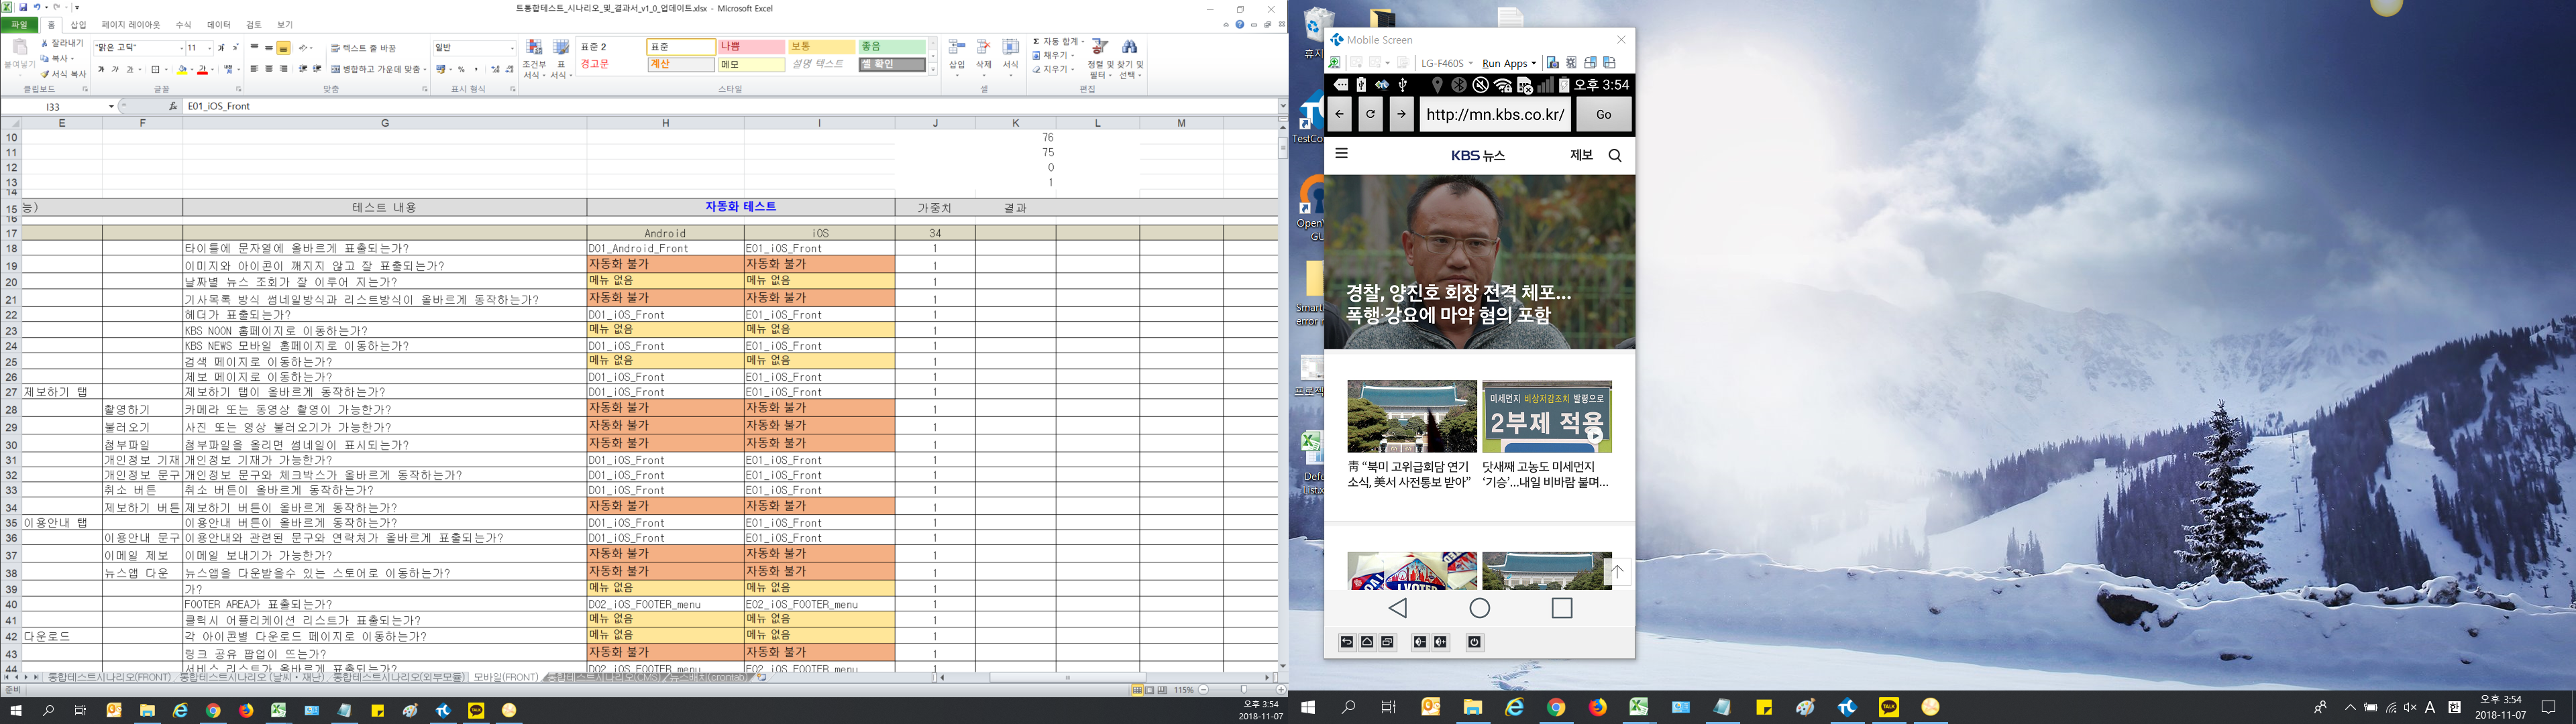 트통합테스트_시나리오_및_결과서_v1_0_업데이트.xlsx - Microsoft Excel
파일 홈 삽입 페이지 레이아웃 수식 데이터 검토 보기
붙여넣기 잘라내기 복사 서식 복사 클립보드
맑은 고딕 11 글꼴
텍스트 줄 바꿈 병합하고 가운데 맞춤 맞춤
일반 표시 형식
조건부 서식 표 서식
표준 2 표준 나쁨 보통 좋음
경고문 계산 메모 설명 텍스트 셀 확인
스타일
삽입 삭제 서식 셀
자동 합계 채우기 지우기 정렬 및 필터 찾기 및 선택 편집
I33 fx E01_iOS_Front
E F G H I J K L M
10 76
11 75
12 0
13 1
14
15 능) 테스트 내용 자동화 테스트 가중치 결과
16
17 Android iOS 34
18 타이틀에 문자열에 올바르게 표출되는가? D01_Android_Front E01_iOS_Front 1
19 이미지와 아이콘이 깨지지 않고 잘 표출되는가? 자동화 불가 자동화 불가 1
20 날짜별 뉴스 조회가 잘 이루어 지는가? 메뉴 없음 메뉴 없음 1
21 기사목록 방식 썸네일방식과 리스트방식이 올바르게 동작하는가? 자동화 불가 자동화 불가 1
22 헤더가 표출되는가? D01_iOS_Front E01_iOS_Front 1
23 KBS NOON 홈페이지로 이동하는가? 메뉴 없음 메뉴 없음 1
24 KBS NEWS 모바일 홈페이지로 이동하는가? D01_iOS_Front E01_iOS_Front 1
25 검색 페이지로 이동하는가? 메뉴 없음 메뉴 없음 1
26 제보 페이지로 이동하는가? D01_iOS_Front E01_iOS_Front 1
27 제보하기 탭 제보하기 탭이 올바르게 동작하는가? D01_iOS_Front E01_iOS_Front 1
28 촬영하기 카메라 또는 동영상 촬영이 가능한가? 자동화 불가 자동화 불가 1
29 불러오기 사진 또는 영상 불러오기가 가능한가? 자동화 불가 자동화 불가 1
30 첨부파일 첨부파일을 올리면 썸네일이 표시되는가? 자동화 불가 자동화 불가 1
31 개인정보 기재 개인정보 기재가 가능한가? D01_iOS_Front E01_iOS_Front 1
32 개인정보 문구 개인정보 문구와 체크박스가 올바르게 동작하는가? D01_iOS_Front E01_iOS_Front 1
33 취소 버튼 취소 버튼이 올바르게 동작하는가? D01_iOS_Front E01_iOS_Front 1
34 제보하기 버튼 제보하기 버튼이 올바르게 동작하는가? 자동화 불가 자동화 불가 1
35 이용안내 탭 이용안내 버튼이 올바르게 동작하는가? D01_iOS_Front E01_iOS_Front 1
36 이용안내 문구 이용안내와 관련된 문구와 연락처가 올바르게 표출되는가? D01_iOS_Front E01_iOS_Front 1
37 이메일 제보 이메일 보내기가 가능한가? 자동화 불가 자동화 불가 1
38 뉴스앱 다운 뉴스앱을 다운받을수 있는 스토어로 이동하는가? 자동화 불가 자동화 불가 1
39 가? 메뉴 없음 메뉴 없음 1
40 FOOTER AREA가 표출되는가? D02_iOS_FOOTER_menu E02_iOS_FOOTER_menu 1
41 클릭시 어플리케이션 리스트가 표출되는가? 메뉴 없음 메뉴 없음 1
42 다운로드 각 아이콘별 다운로드 페이지로 이동하는가? 메뉴 없음 메뉴 없음 1
43 링크 공유 팝업이 뜨는가? 자동화 불가 자동화 불가 1
44 서비스 리스트가 올바르게 표출되는가? D02_iOS_FOOTER_menu E02_iOS_FOOTER_menu 1
통합테스트시나리오(FRONT) 통합테스트시나리오 (날씨·재난) 통합테스트시나리오(외부모듈) 모바일(FRONT) 통합테스트시나리오(CMS) 뉴스배치(crontab)
준비 115%
오후 3:54
2018-11-07
휴지
TestCo
OpenV
GU
Smart
error r
프로젝
Defe
List.x
Mobile Screen
LG-F460S Run Apps
오후 3:54
http://mn.kbs.co.kr/ Go
KBS 뉴스 제보
경찰, 양진호 회장 전격 체포…
폭행·강요에 마약 혐의 포함
미세먼지 비상저감조치 발령으로
2부제 적용
靑 “북미 고위급회담 연기
소식, 美서 사전통보 받아”
닷새째 고농도 미세먼지
‘기승’…내일 비바람 불며…
VOTER
TALK
A 한
오후 3:54
2018-11-07